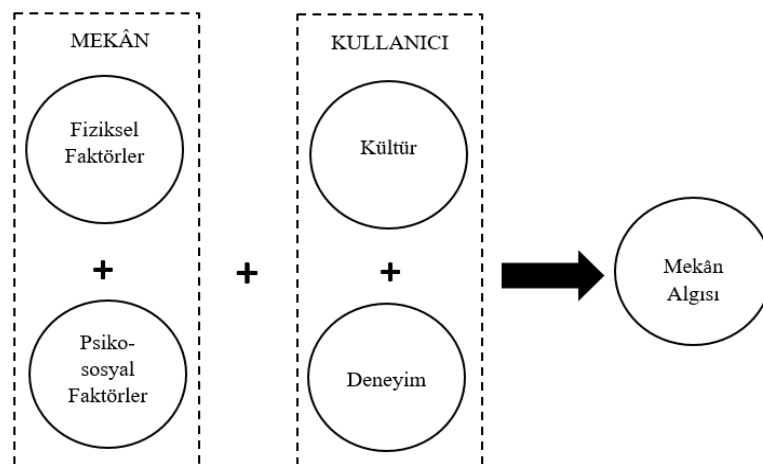 MEKÂN
Fiziksel
Faktörler
+
Psiko-
sosyal
Faktörler
+
KULLANICI
Kültür
+
Deneyim
Mekân
Algısı